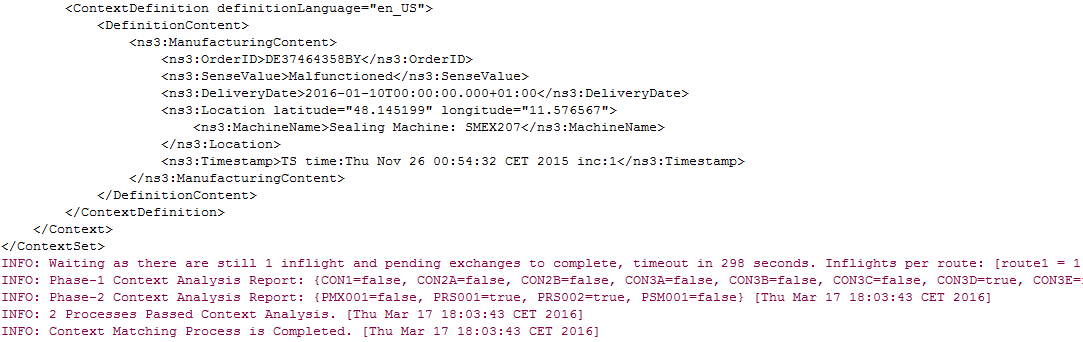 <ContextDefinition definitionLanguage="en_US">
<DefinitionContent>
<ns3:ManufacturingContent>
<ns3:OrderID>DE37464358BY</ns3:OrderID>
<ns3:SenseValue>Malfunctioned</ns3:SenseValue>
<ns3:DeliveryDate>2016-01-10T00:00:00.000+01:00</ns3:DeliveryDate>
<ns3:Location latitude="48.145199" longitude="11.576567">
<ns3:MachineName>Sealing Machine: SMEX207</ns3:MachineName>
</ns3:Location>
<ns3:Timestamp>TS time:Thu Nov 26 00:54:32 CET 2015 inc:1</ns3:Timestamp>
</ns3:ManufacturingContent>
</DefinitionContent>
</ContextDefinition>
</Context>
</ContextSet>
INFO: Waiting as there are still 1 inflight and pending exchanges to complete, timeout in 298 seconds. Inflights per route: [route1 = 1
INFO: Phase-1 Context Analysis Report: {CON1=false, CON2A=false, CON2B=false, CON3A=false, CON3B=false, CON3C=false, CON3D=true, CON3E=
INFO: Phase-2 Context Analysis Report: {PMX001=false, PRS001=true, PRS002=true, PSM001=false} [Thu Mar 17 18:03:43 CET 2016]
INFO: 2 Processes Passed Context Analysis. [Thu Mar 17 18:03:43 CET 2016]
INFO: Context Matching Process is Completed. [Thu Mar 17 18:03:43 CET 2016]